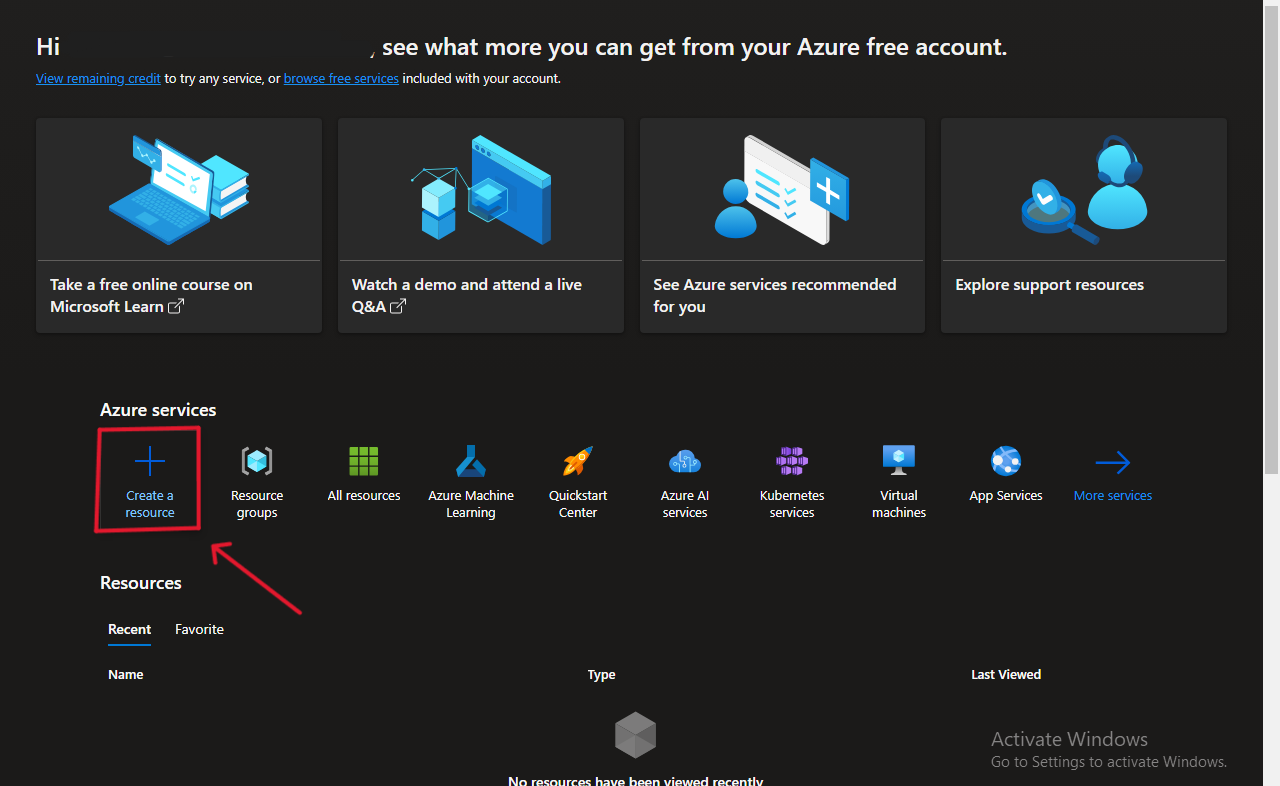 Hi , see what more you can get from your Azure free account.
View remaining credit to try any service, or browse free services included with your account.
Take a free online course on
Microsoft Learn
Watch a demo and attend a live
Q&A
See Azure services recommended
for you
Explore support resources
Azure services
Create a
resource
Resource
groups
All resources
Azure Machine
Learning
Quickstart
Center
Azure AI
services
Kubernetes
services
Virtual
machines
App Services
More services
Resources
Recent Favorite
Name Type Last Viewed
Activate Windows
Go to Settings to activate Windows.
No resources have been viewed recently